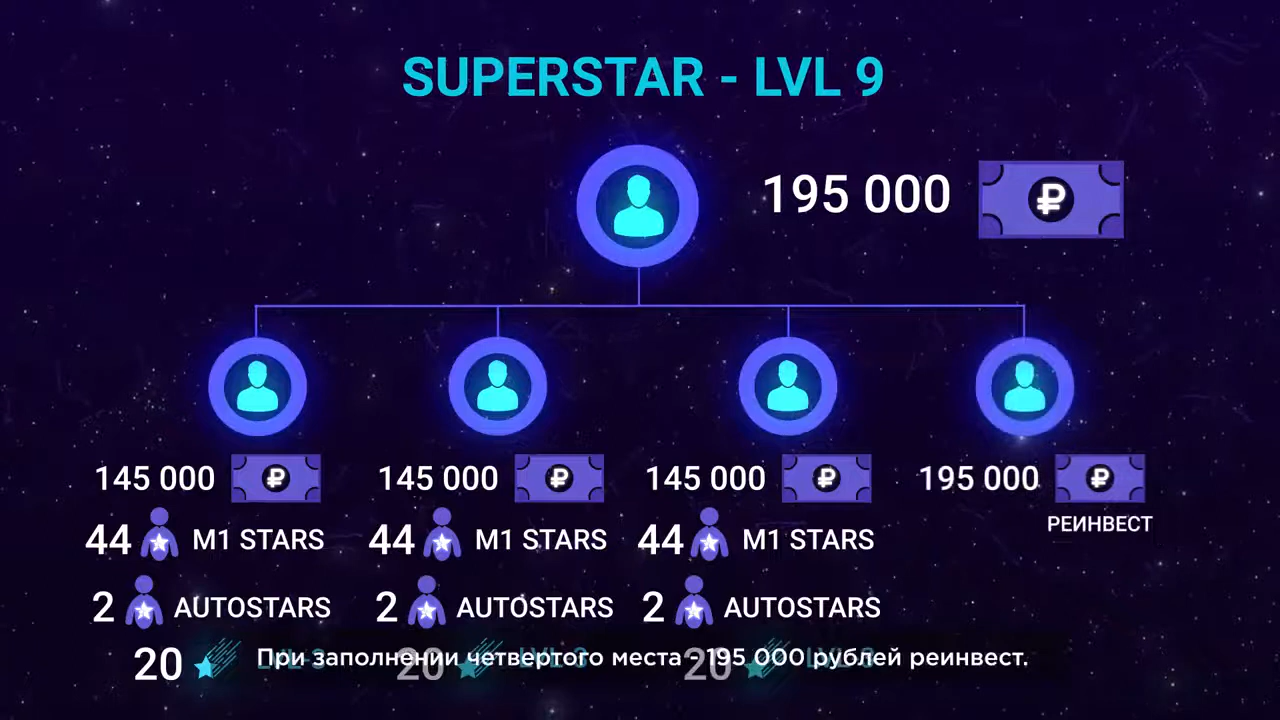 SUPERSTAR - LVL 9
195 000
145 000 145 000 145 000 195 000
РЕИНВЕСТ
44 M1 STARS 44 M1 STARS 44 M1 STARS
2 AUTOSTARS 2 AUTOSTARS 2 AUTOSTARS
20 20 20
При заполнении четвертого места - 195 000 рублей реинвест.